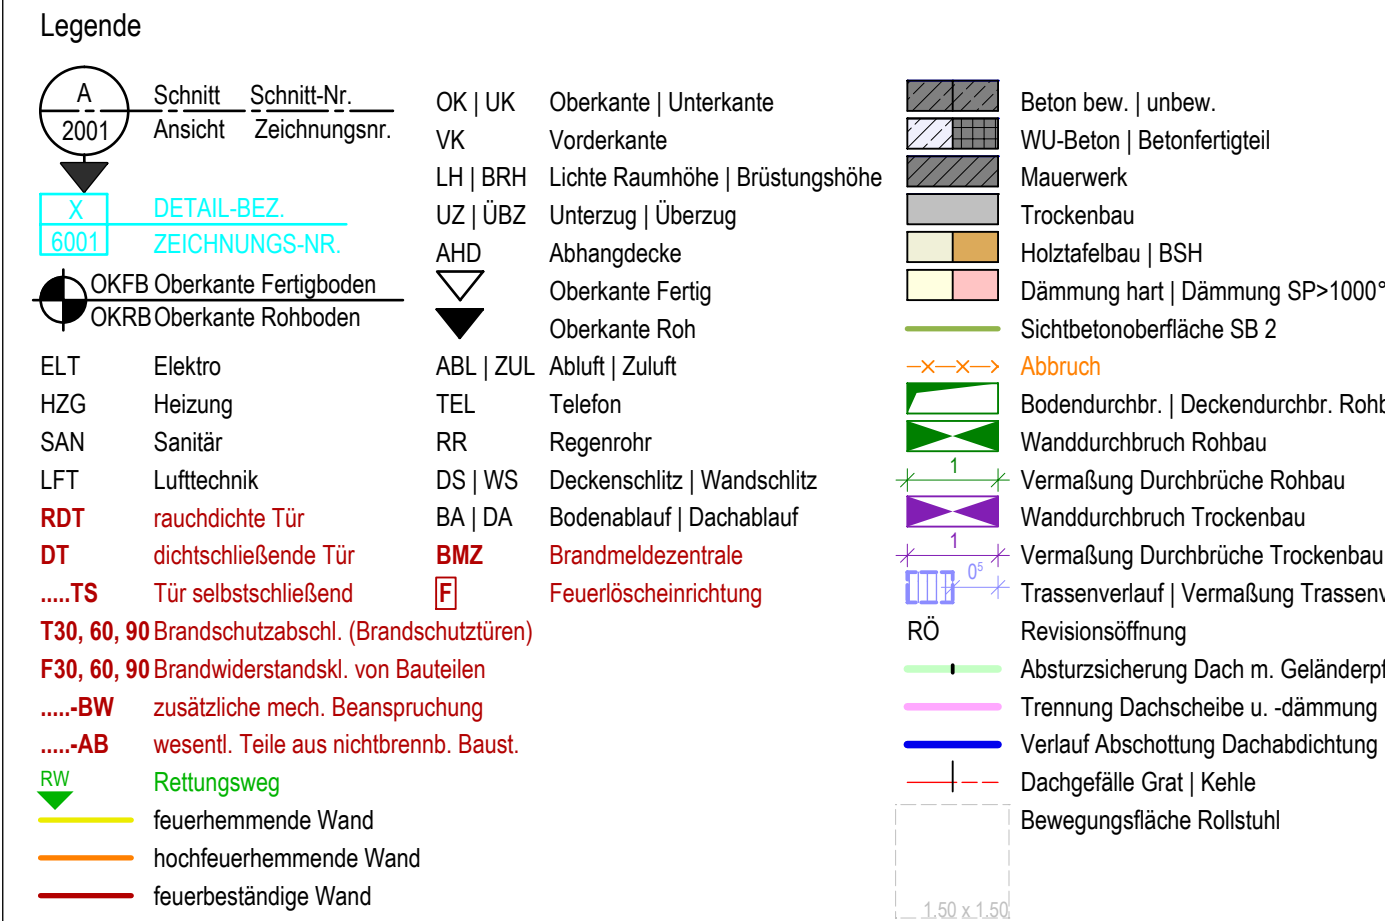 Legende
A
2001
Schnitt Schnitt-Nr.
Ansicht Zeichnungsnr.
X
6001
DETAIL-BEZ.
ZEICHNUNGS-NR.
OKFB Oberkante Fertigboden
OKRB Oberkante Rohboden
ELT Elektro
HZG Heizung
SAN Sanitär
LFT Lufttechnik
RDT rauchdichte Tür
DT dichtschließende Tür
.....TS Tür selbstschließend
T30, 60, 90 Brandschutzabschl. (Brandschutztüren)
F30, 60, 90 Brandwiderstandskl. von Bauteilen
.....-BW zusätzliche mech. Beanspruchung
.....-AB wesentl. Teile aus nichtbrennb. Baust.
RW Rettungsweg
feuerhemmende Wand
hochfeuerhemmende Wand
feuerbeständige Wand
OK | UK Oberkante | Unterkante
VK Vorderkante
LH | BRH Lichte Raumhöhe | Brüstungshöhe
UZ | ÜBZ Unterzug | Überzug
AHD Abhangdecke
Oberkante Fertig
Oberkante Roh
ABL | ZUL Abluft | Zuluft
TEL Telefon
RR Regenrohr
DS | WS Deckenschlitz | Wandschlitz
BA | DA Bodenablauf | Dachablauf
BMZ Brandmeldezentrale
F Feuerlöscheinrichtung
Beton bew. | unbew.
WU-Beton | Betonfertigteil
Mauerwerk
Trockenbau
Holztafelbau | BSH
Dämmung hart | Dämmung SP>1000°
Sichtbetonoberfläche SB 2
Abbruch
Bodendurchbr. | Deckendurchbr. Rohb
Wanddurchbruch Rohbau
1 Vermaßung Durchbrüche Rohbau
Wanddurchbruch Trockenbau
1 Vermaßung Durchbrüche Trockenbau
0⁵ Trassenverlauf | Vermaßung Trassenv
RÖ Revisionsöffnung
Absturzsicherung Dach m. Geländerpf
Trennung Dachscheibe u. -dämmung
Verlauf Abschottung Dachabdichtung
Dachgefälle Grat | Kehle
Bewegungsfläche Rollstuhl
1.50 x 1.50